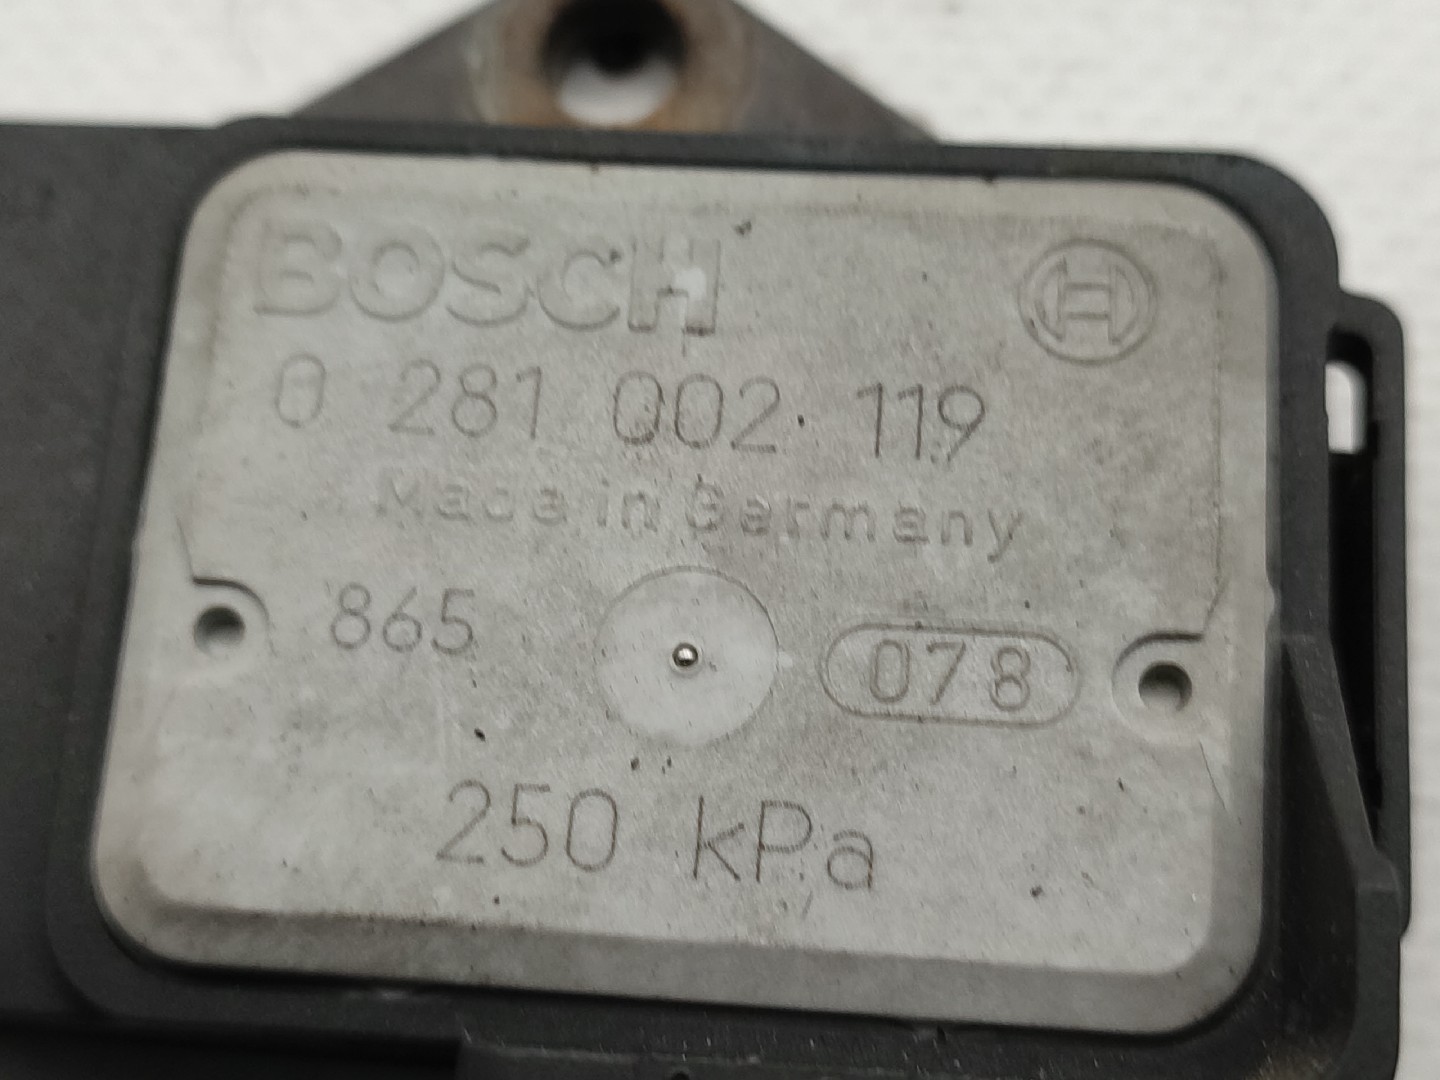 BOSCH
0 281 002 119
Made in Germany
865 078
250 kPa